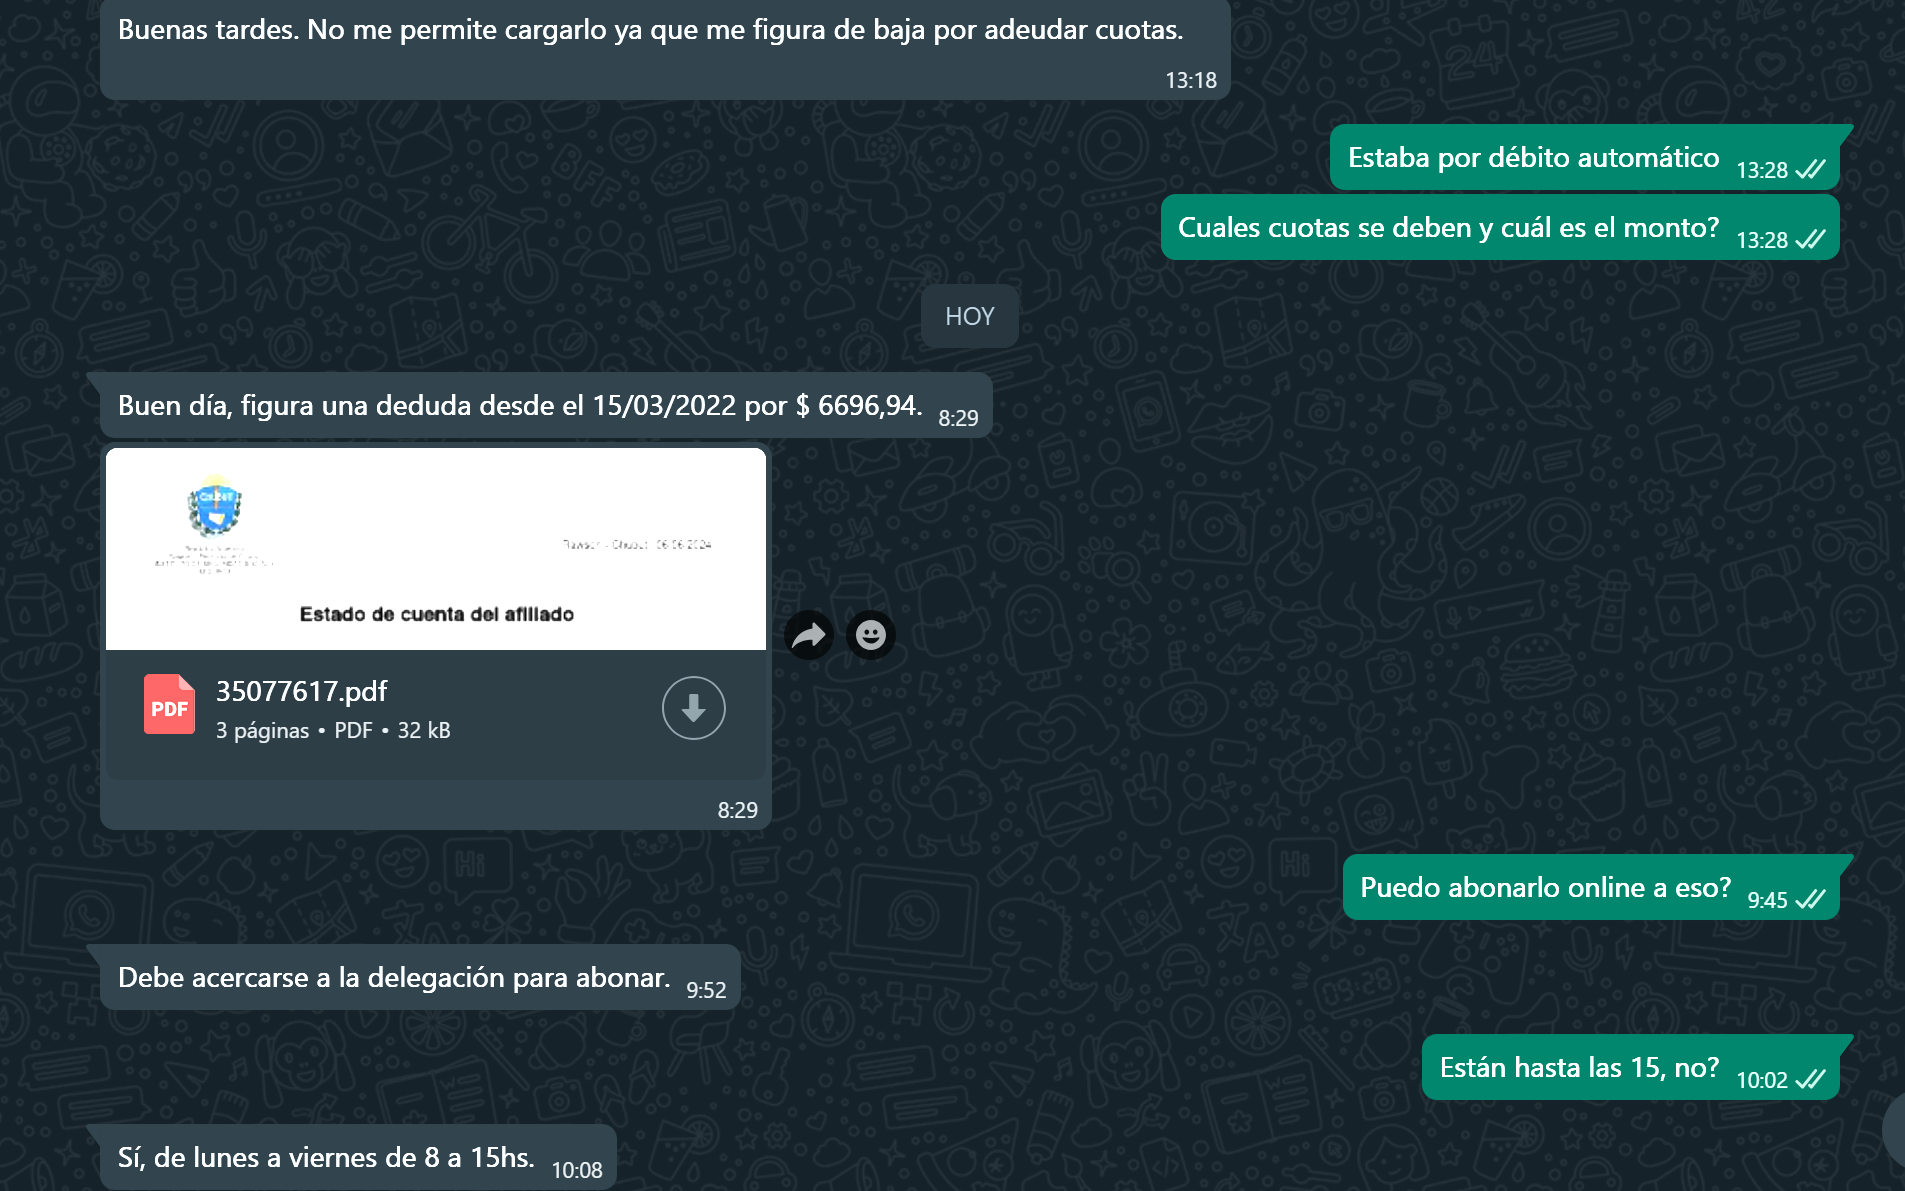 Buenas tardes. No me permite cargarlo ya que me figura de baja por adeudar cuotas.
13:18
Estaba por débito automático 13:28
Cuales cuotas se deben y cuál es el monto? 13:28
HOY
Buen día, figura una deduda desde el 15/03/2022 por $ 6696,94. 8:29
Rawson - Chubut 06.06.2024
Estado de cuenta del afiliado
PDF
35077617.pdf
3 páginas • PDF • 32 kB
8:29
Puedo abonarlo online a eso? 9:45
Debe acercarse a la delegación para abonar. 9:52
Están hasta las 15, no? 10:02
Sí, de lunes a viernes de 8 a 15hs. 10:08